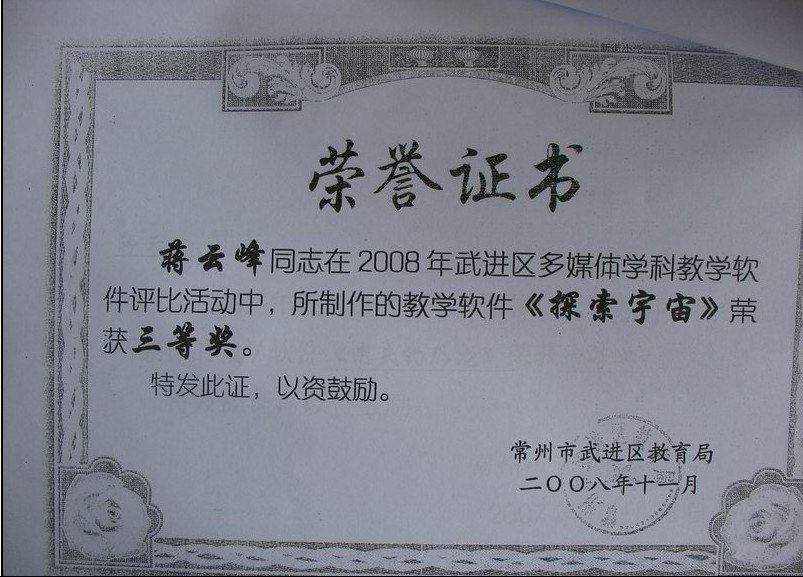 荣誉证书
蒋云峰同志在2008年武进区多媒体学科教学软
件评比活动中，所制作的教学软件《探索宇宙》荣
获三等奖。
特发此证，以资鼓励。
常州市武进区教育局
二〇〇八年十一月